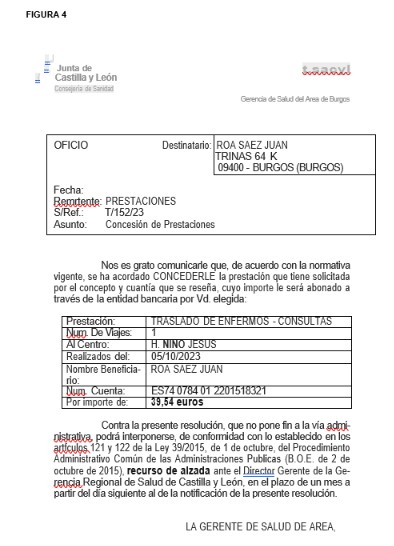 FIGURA 4
Junta de
Castilla y León
Consejería de Sanidad
Gerencia de Salud del Area de Burgos
OFICIO Destinatario: ROA SAEZ JUAN
TRINAS 64 K
09400 - BURGOS (BURGOS)
Fecha:
Remitente: PRESTACIONES
S/Ref.: T/152/23
Asunto: Concesión de Prestaciones
Nos es grato comunicarle que, de acuerdo con la normativa
vigente, se ha acordado CONCEDERLE la prestación que tiene solicitada
por el concepto y cuantía que se reseña, cuyo importe le será abonado a
través de la entidad bancaria por Vd. elegida:
Prestación: TRASLADO DE ENFERMOS - CONSULTAS
Num. De Viajes: 1
Al Centro: H. NINO JESUS
Realizados del: 05/10/2023
Nombre Beneficia- ROA SAEZ JUAN
rio:
Num. Cuenta: ES74 0784 01 2201518321
Por importe de: 39,54 euros
Contra la presente resolución, que no pone fin a la vía admi-
nistrativa, podrá interponerse, de conformidad con lo establecido en los
artículos 121 y 122 de la Ley 39/2015, de 1 de octubre, del Procedimiento
Administrativo Común de las Administraciones Publicas (B.O.E. de 2 de
octubre de 2015), recurso de alzada ante el Director Gerente de la Ge-
rencia Regional de Salud de Castilla y León, en el plazo de un mes a
partir del día siguiente al de la notificación de la presente resolución.
LA GERENTE DE SALUD DE AREA,